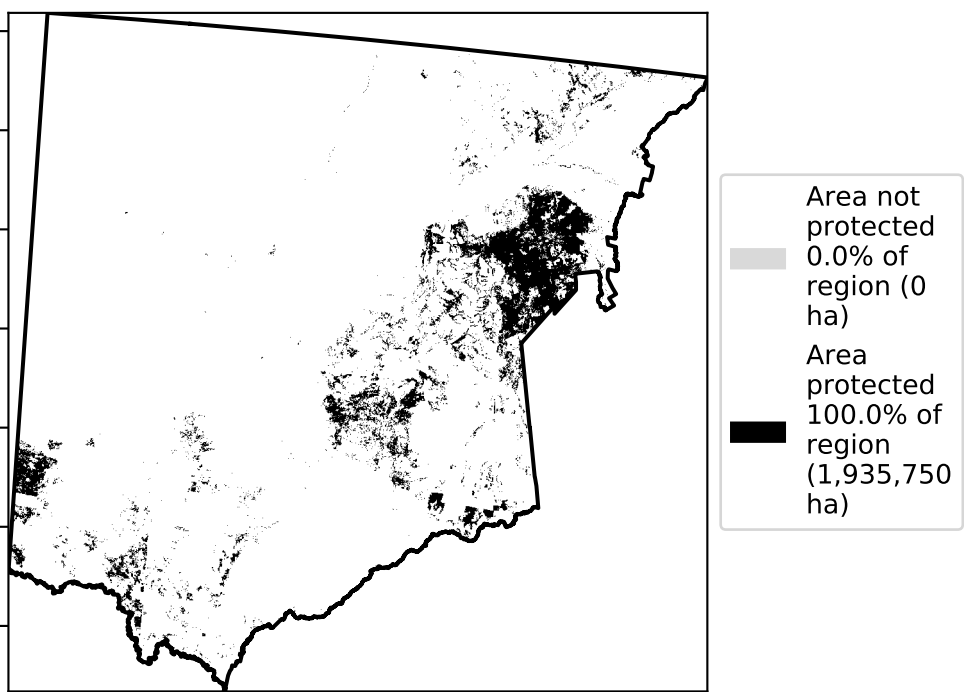 Area not
protected
0.0% of
region (0
ha)
Area
protected
100.0% of
region
(1,935,750
ha)